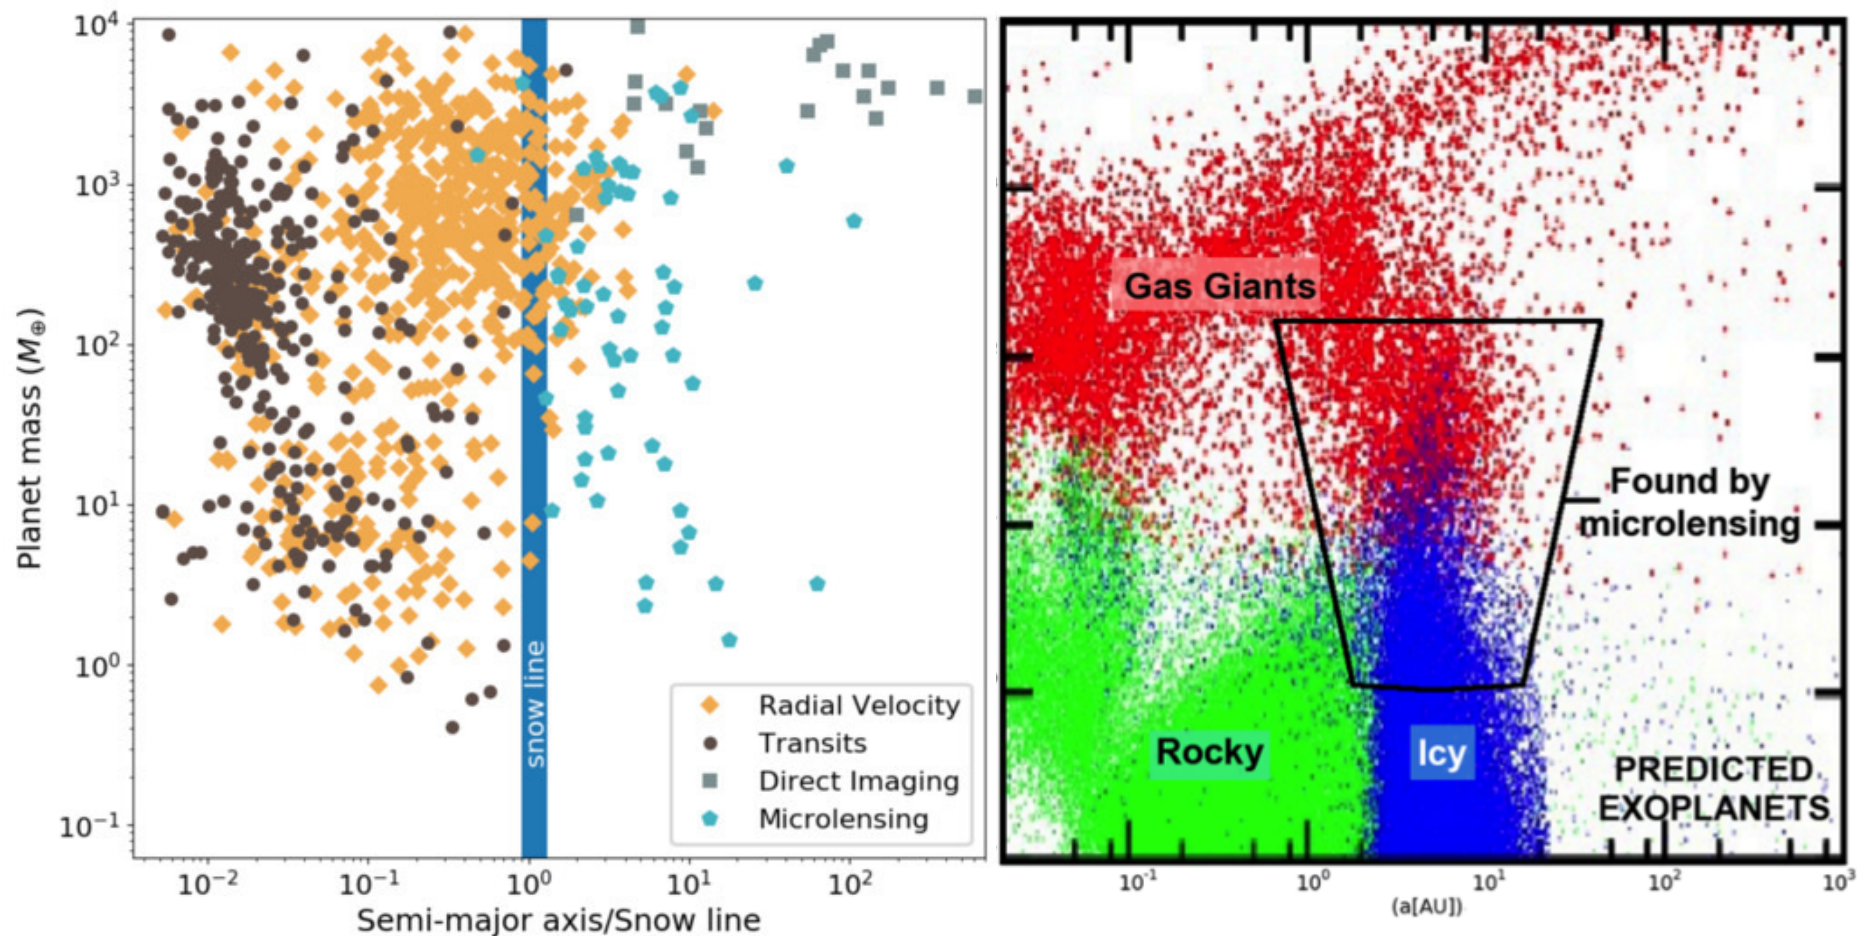 10⁴
10³
10²
10¹
10⁰
10⁻¹
Planet mass (M⊕)
10⁻²
10⁻¹
10⁰
10¹
10²
Semi-major axis/Snow line
snow line
Radial Velocity
Transits
Direct Imaging
Microlensing
Gas Giants
Found by
microlensing
Rocky
Icy
PREDICTED
EXOPLANETS
10⁻¹
10⁰
10¹
10²
10³
(a[AU])